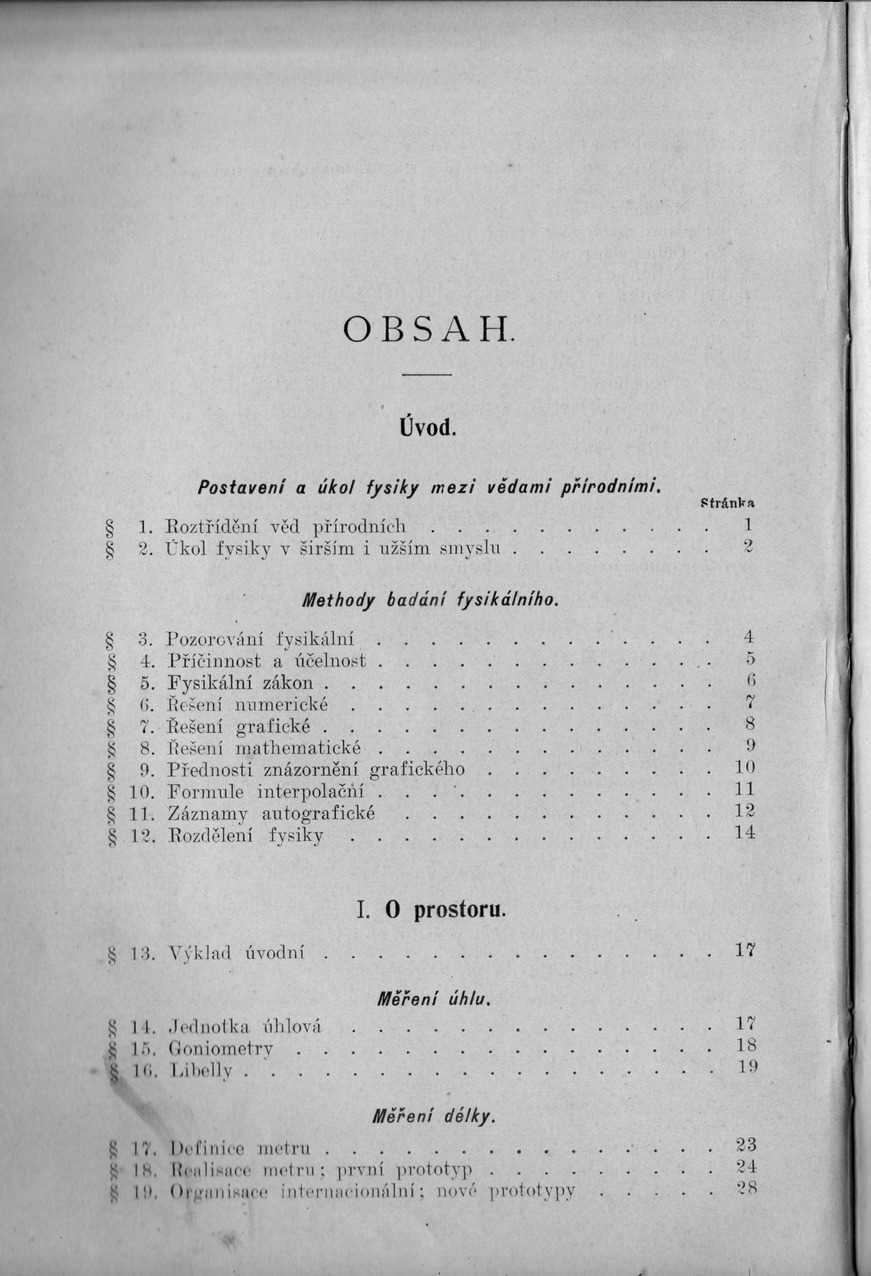 OBSAH.
Úvod.
Postavení a úkol fysiky mezi vědami přírodními.
Stránka
§ 1. Roztřídění věd přírodních . . . . . . . . . . . 1
§ 2. Úkol fysiky v širším i užším smyslu . . . . . . . . 2
Methody badání fysikálního.
§ 3. Pozorování fysikální . . . . . . . . . . . . . 4
§ 4. Příčinnost a účelnost . . . . . . . . . . . . . 5
§ 5. Fysikální zákon . . . . . . . . . . . . . . . 6
§ 6. Řešení numerické . . . . . . . . . . . . . . 7
§ 7. Řešení grafické . . . . . . . . . . . . . . . 8
§ 8. Řešení mathematické . . . . . . . . . . . . . 9
§ 9. Přednosti znázornění grafického . . . . . . . . . 10
§ 10. Formule interpolační . . . . . . . . . . . . . 11
§ 11. Záznamy autografické . . . . . . . . . . . . 12
§ 12. Rozdělení fysiky . . . . . . . . . . . . . . 14
I. O prostoru.
§ 13. Výklad úvodní . . . . . . . . . . . . . . . 17
Měření úhlu.
§ 14. Jednotka úhlová . . . . . . . . . . . . . . 17
§ 15. Goniometry . . . . . . . . . . . . . . . . 18
§ 16. Libelly . . . . . . . . . . . . . . . . . . 19
Měření délky.
§ 17. Definice metru . . . . . . . . . . . . . . . 23
§ 18. Realisace metru; první prototyp . . . . . . . . . 24
§ 19. Organisace internacionální; nové prototypy . . . . . 28